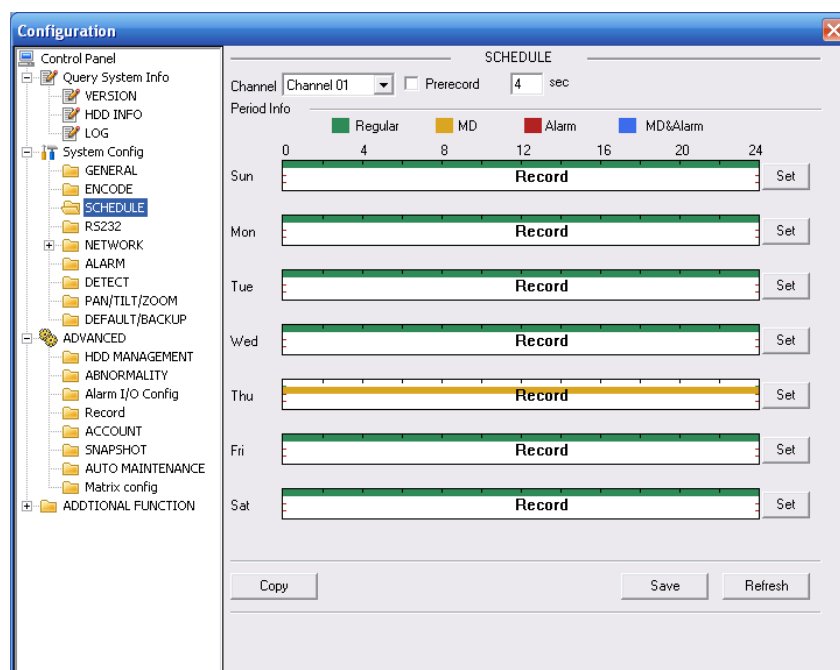 Configuration
Control Panel
Query System Info
VERSION
HDD INFO
LOG
System Config
GENERAL
ENCODE
SCHEDULE
RS232
NETWORK
ALARM
DETECT
PAN/TILT/ZOOM
DEFAULT/BACKUP
ADVANCED
HDD MANAGEMENT
ABNORMALITY
Alarm I/O Config
Record
ACCOUNT
SNAPSHOT
AUTO MAINTENANCE
Matrix config
ADDTIONAL FUNCTION
SCHEDULE
Channel Channel 01 Prerecord 4 sec
Period Info
Regular MD Alarm MD&Alarm
0 4 8 12 16 20 24
Sun Record Set
Mon Record Set
Tue Record Set
Wed Record Set
Thu Record Set
Fri Record Set
Sat Record Set
Copy Save Refresh